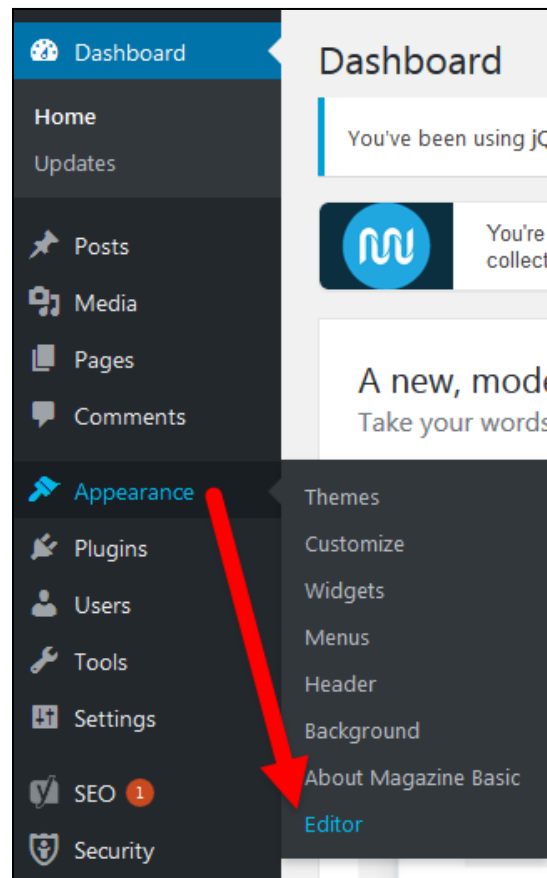 Dashboard
Home
Updates
Posts
Media
Pages
Comments
Appearance
Plugins
Users
Tools
Settings
SEO 1
Security
Dashboard
You've been using jQ
You're
collect
A new, mode
Take your words
Themes
Customize
Widgets
Menus
Header
Background
About Magazine Basic
Editor